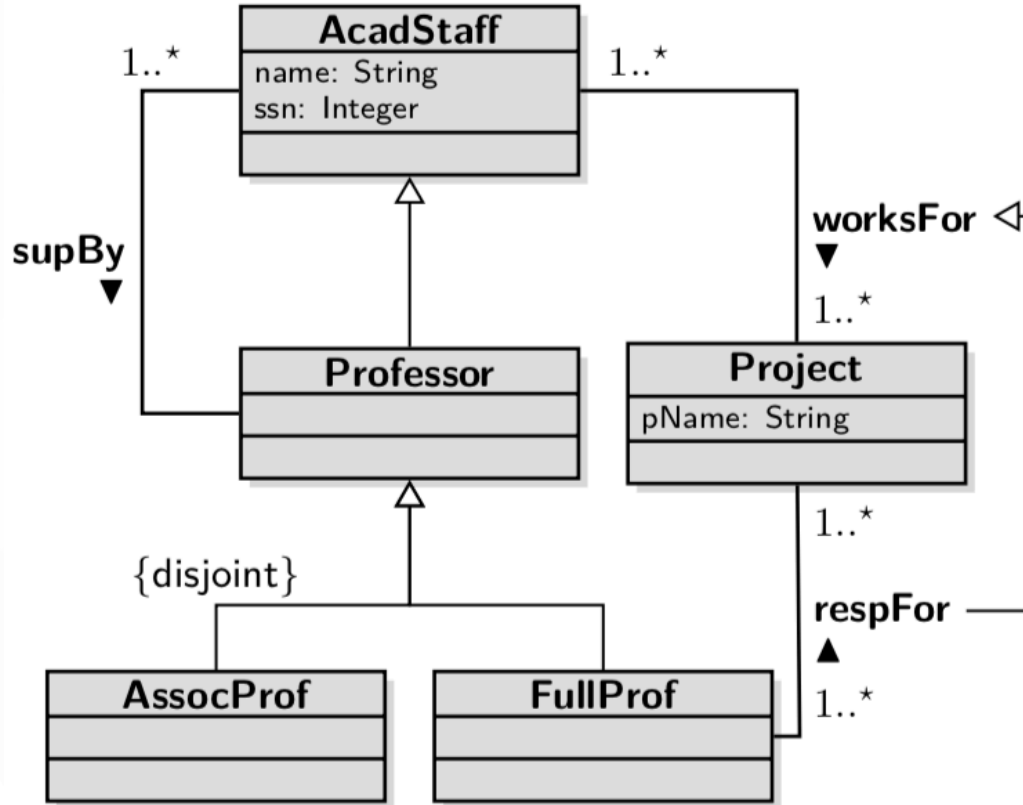 AcadStaff
1..*
name: String
1..*
ssn: Integer
supBy
worksFor
1..*
Professor
Project
pName: String
1..*
{disjoint}
respFor
AssocProf
FullProf
1..*